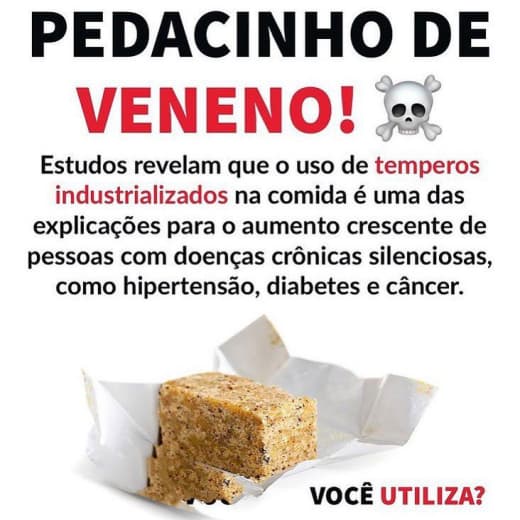 PEDACINHO DE
VENENO! ☠️
Estudos revelam que o uso de temperos
industrializados na comida é uma das
explicações para o aumento crescente de
pessoas com doenças crônicas silenciosas,
como hipertensão, diabetes e câncer.
VOCÊ UTILIZA?